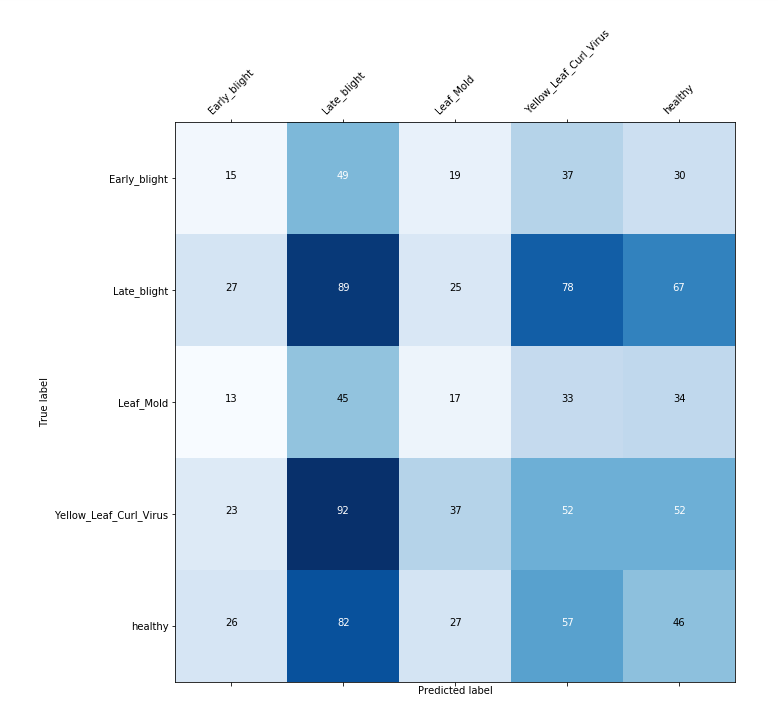 Early_blight Late_blight Leaf_Mold Yellow_Leaf_Curl_Virus healthy
Early_blight 15 49 19 37 30
Late_blight 27 89 25 78 67
Leaf_Mold 13 45 17 33 34
Yellow_Leaf_Curl_Virus 23 92 37 52 52
healthy 26 82 27 57 46
True label
Predicted label